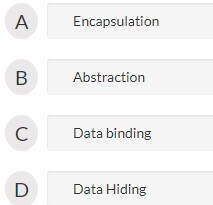 A Encapsulation
B Abstraction
C Data binding
D Data Hiding